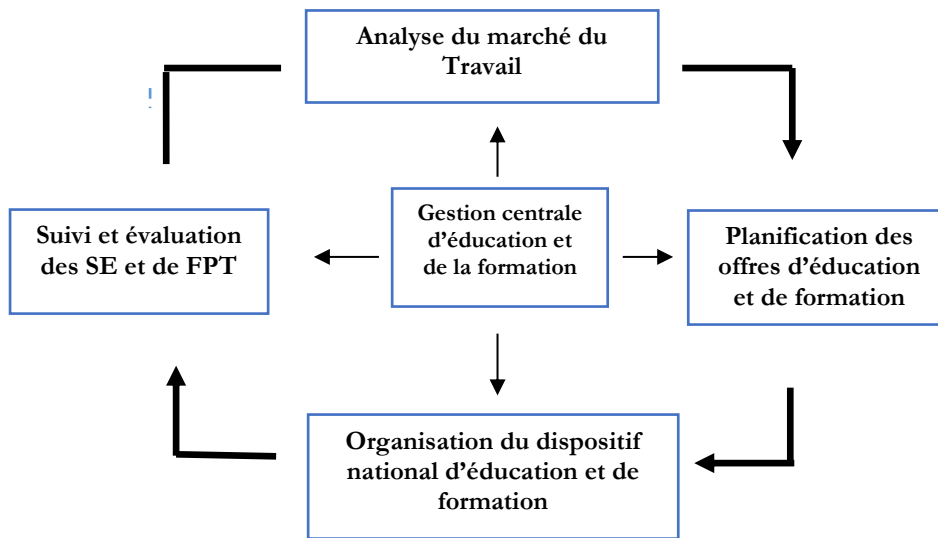 Analyse du marché du
Travail
Suivi et évaluation
des SE et de FPT
Gestion centrale
d’éducation et
de la formation
Planification des
offres d’éducation
et de formation
Organisation du dispositif
national d’éducation et de
formation